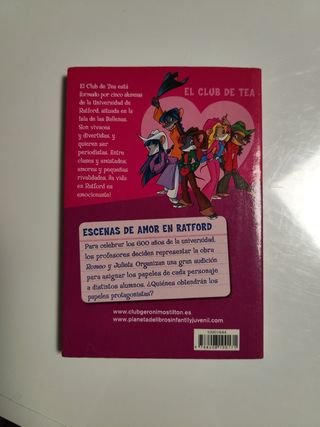 EL CLUB DE TEA
El Club de Tea está
formado por cinco alumnas
de la Universidad de
Ratford, situada en la
Isla de las Ballenas.
Son vivaces
y divertidas, y
quieren ser
periodistas. Entre
clases y amistades,
amores y pequeñas
rivalidades, ¡la vida
en Ratford es
emocionante!
ESCENAS DE AMOR EN RATFORD
Para celebrar los 600 años de la universidad,
los profesores deciden representar la obra
Romeo y Julieta. Organizan una gran audición
para asignar los papeles de cada personaje
a distintos alumnos. ¿Quiénes obtendrán los
papeles protagonistas?
www.clubgeronimostilton.es
www.planetadelibrosinfantilyjuvenil.com